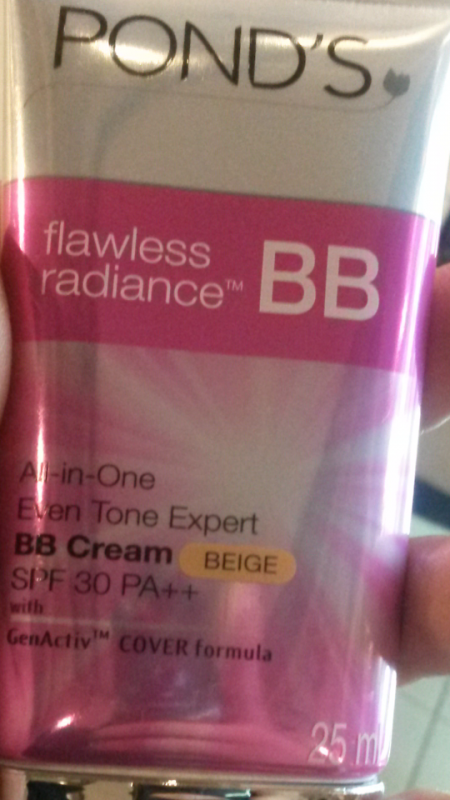 POND'S
flawless
radiance™ BB
All-in-One
Even Tone Expert
BB Cream BEIGE
SPF 30 PA++
with
GenActiv™ COVER formula
25 ml